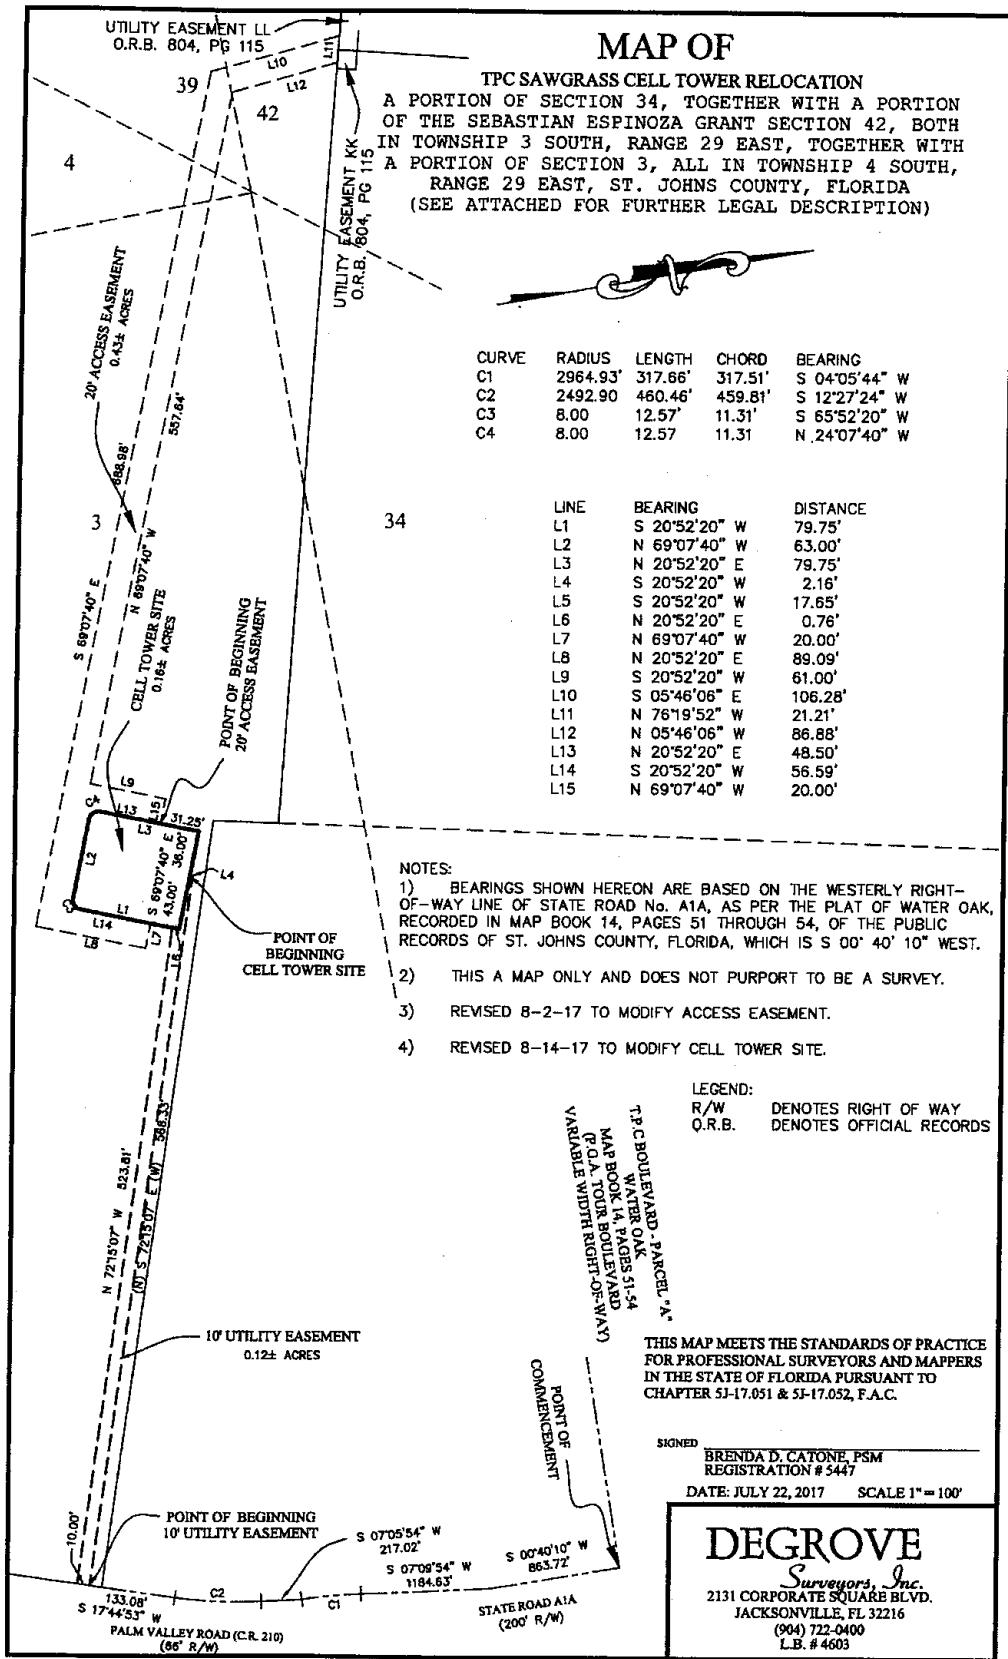 UTILITY EASEMENT LL
O.R.B. 804, PG 115
MAP OF
TPC SAWGRASS CELL TOWER RELOCATION
A PORTION OF SECTION 34, TOGETHER WITH A PORTION
OF THE SEBASTIAN ESPINOZA GRANT SECTION 42, BOTH
IN TOWNSHIP 3 SOUTH, RANGE 29 EAST, TOGETHER WITH
A PORTION OF SECTION 3, ALL IN TOWNSHIP 4 SOUTH,
RANGE 29 EAST, ST. JOHNS COUNTY, FLORIDA
(SEE ATTACHED FOR FURTHER LEGAL DESCRIPTION)
L10
L11
L12
39
42
4
UTILITY EASEMENT KK
O.R.B. 804, PG 115
N
20' ACCESS EASEMENT
0.43± ACRES
557.64'
688.98'
CURVE RADIUS LENGTH CHORD BEARING
C1 2964.93' 317.66' 317.51' S 04°05'44" W
C2 2492.90 460.46' 459.81' S 12°27'24" W
C3 8.00 12.57' 11.31' S 65°52'20" W
C4 8.00 12.57 11.31 N 24°07'40" W
3
34
LINE BEARING DISTANCE
L1 S 20°52'20" W 79.75'
L2 N 69°07'40" W 63.00'
L3 N 20°52'20" E 79.75'
L4 S 20°52'20" W 2.16'
L5 S 20°52'20" W 17.65'
L6 N 20°52'20" E 0.76'
L7 N 69°07'40" W 20.00'
L8 N 20°52'20" E 89.09'
L9 S 20°52'20" W 61.00'
L10 S 05°46'06" E 106.28'
L11 N 76°19'52" W 21.21'
L12 N 05°46'06" W 86.88'
L13 N 20°52'20" E 48.50'
L14 S 20°52'20" W 56.59'
L15 N 69°07'40" W 20.00'
S 69°07'40" E
N 69°07'40" W
CELL TOWER SITE
0.16± ACRES
POINT OF BEGINNING
20' ACCESS EASEMENT
L9
L13
L15
L3
31.25'
L2
S 69°07'40" E
43.00' 36.00'
L4
L1
L14
L7
L8
POINT OF
BEGINNING
CELL TOWER SITE
NOTES:
1) BEARINGS SHOWN HEREON ARE BASED ON THE WESTERLY RIGHT-
OF-WAY LINE OF STATE ROAD No. A1A, AS PER THE PLAT OF WATER OAK,
RECORDED IN MAP BOOK 14, PAGES 51 THROUGH 54, OF THE PUBLIC
RECORDS OF ST. JOHNS COUNTY, FLORIDA, WHICH IS S 00° 40' 10" WEST.
2) THIS A MAP ONLY AND DOES NOT PURPORT TO BE A SURVEY.
3) REVISED 8-2-17 TO MODIFY ACCESS EASEMENT.
4) REVISED 8-14-17 TO MODIFY CELL TOWER SITE.
LEGEND:
R/W DENOTES RIGHT OF WAY
O.R.B. DENOTES OFFICIAL RECORDS
N 72°15'07" W 523.81'
(N) S 72°15'07" E (W) 568.33'
T.P.C BOULEVARD - PARCEL "A"
WATER OAK
MAP BOOK 14, PAGES 51-54
(P.G.A. TOUR BOULEVARD
VARIABLE WIDTH RIGHT-OF-WAY)
10' UTILITY EASEMENT
0.12± ACRES
THIS MAP MEETS THE STANDARDS OF PRACTICE
FOR PROFESSIONAL SURVEYORS AND MAPPERS
IN THE STATE OF FLORIDA PURSUANT TO
CHAPTER 5J-17.051 & 5J-17.052, F.A.C.
POINT OF
COMMENCEMENT
SIGNED
BRENDA D. CATONE, PSM
REGISTRATION # 5447
DATE: JULY 22, 2017 SCALE 1" = 100'
10.00'
POINT OF BEGINNING
10' UTILITY EASEMENT
S 07°05'54" W
217.02'
S 07°09'54" W
1184.63'
S 00°40'10" W
863.72'
133.08'
S 17°44'53" W
C2
C1
STATE ROAD A1A
(200' R/W)
PALM VALLEY ROAD (C.R. 210)
(66' R/W)
DEGROVE
Surveyors, Inc.
2131 CORPORATE SQUARE BLVD.
JACKSONVILLE, FL 32216
(904) 722-0400
L.B. # 4603